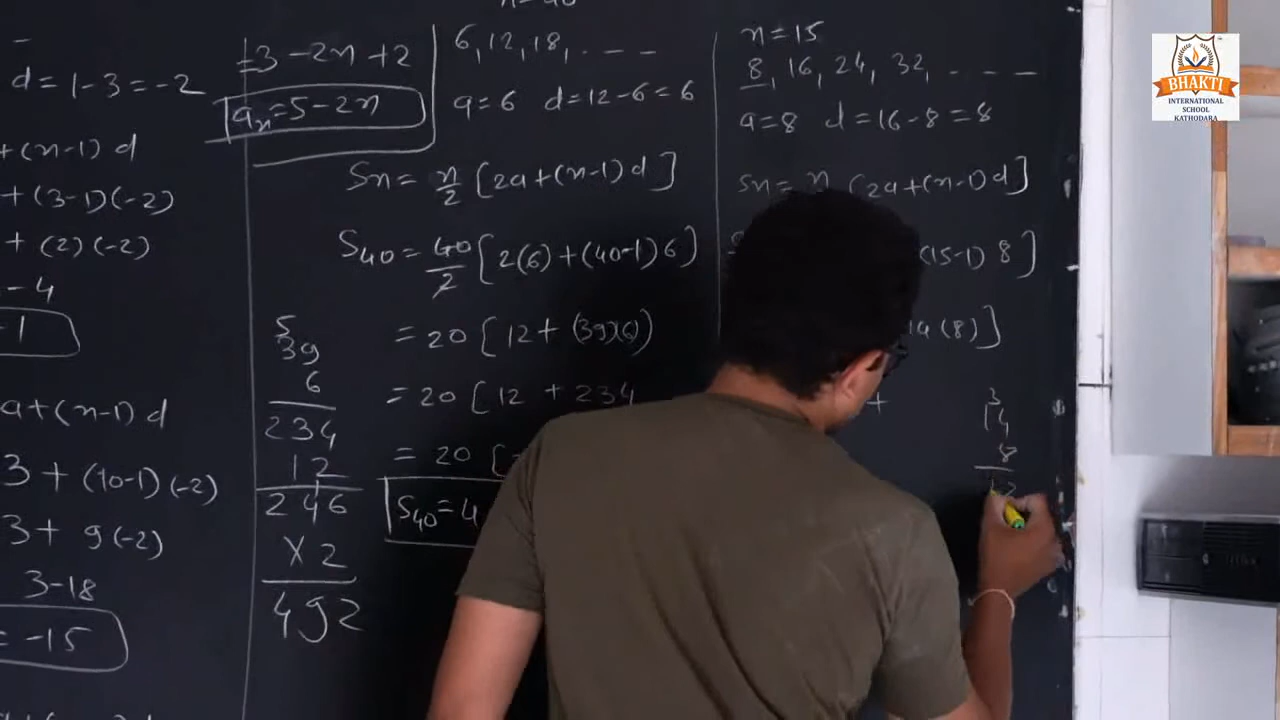 d = 1-3 = -2
+(n-1) d
+(3-1)(-2)
+ (2) (-2)
- 4
a+(n-1) d
3 + (10-1)(-2)
3 + 9(-2)
3-18
= -15
=3-2n+2
an=5-2n
5
39
6
234
12
246
X 2
492
6, 12, 18, - - -
a=6 d=12-6=6
Sn = n/2 [2a+(n-1) d]
S40 = 40/2 [2(6) + (40-1) 6]
= 20 [12 + (39)(6)]
= 20 [12 + 234
= 20 [
S40 = 4
n=15
8, 16, 24, 32, - - -
a=8 d=16-8=8
Sn = n [2a+(n-1) d]
(15-1) 8]
14 (8)]
+
3
14
8
BHAKTI
INTERNATIONAL
SCHOOL
KATHODARA